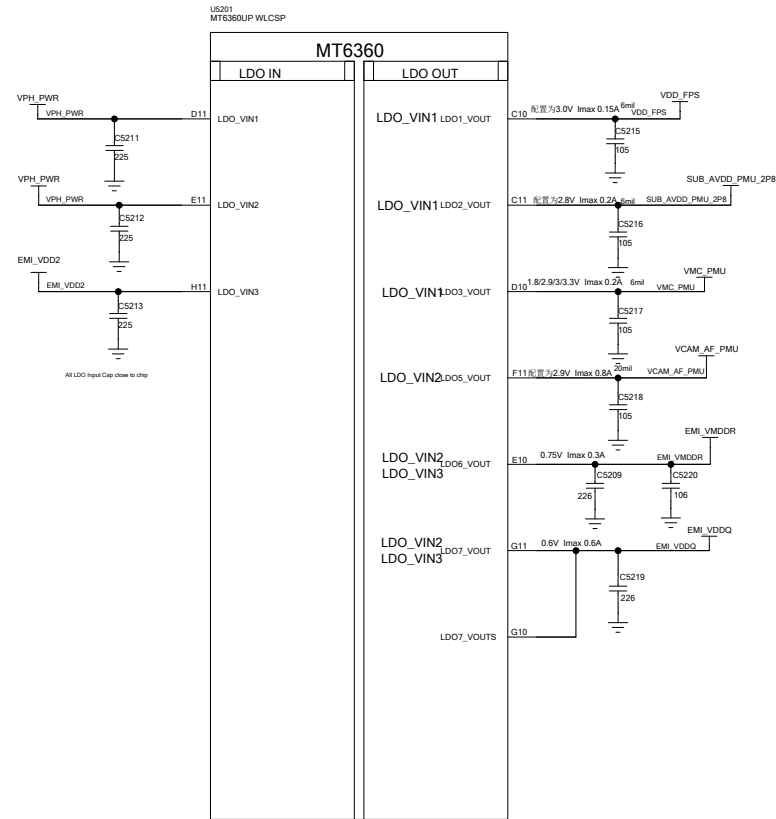 U5201
MT6360UP WLCSP
MT6360
LDO IN
LDO OUT
VPH_PWR
VPH_PWR
D11
LDO_VIN1
C5211
225
VPH_PWR
VPH_PWR
E11
LDO_VIN2
C5212
225
EMI_VDD2
EMI_VDD2
H11
LDO_VIN3
C5213
225
All LDO Input Cap close to chip
LDO_VIN1
LDO1_VOUT
C10
配置为3.0V Imax 0.15A
6mil
VDD_FPS
VDD_FPS
C5215
105
LDO_VIN1
LDO2_VOUT
C11
配置为2.8V Imax 0.2A
6mil
SUB_AVDD_PMU_2P8
SUB_AVDD_PMU_2P8
C5216
105
LDO_VIN1
LDO3_VOUT
D10
1.8/2.9/3/3.3V Imax 0.2A
6mil
VMC_PMU
VMC_PMU
C5217
105
LDO_VIN2
LDO5_VOUT
F11
配置为2.9V Imax 0.8A
20mil
VCAM_AF_PMU
VCAM_AF_PMU
C5218
105
LDO_VIN2
LDO_VIN3
LDO6_VOUT
E10
0.75V Imax 0.3A
EMI_VMDDR
EMI_VMDDR
C5209
226
C5220
106
LDO_VIN2
LDO_VIN3
LDO7_VOUT
G11
0.6V Imax 0.6A
EMI_VDDQ
EMI_VDDQ
C5219
226
LDO7_VOUTS
G10